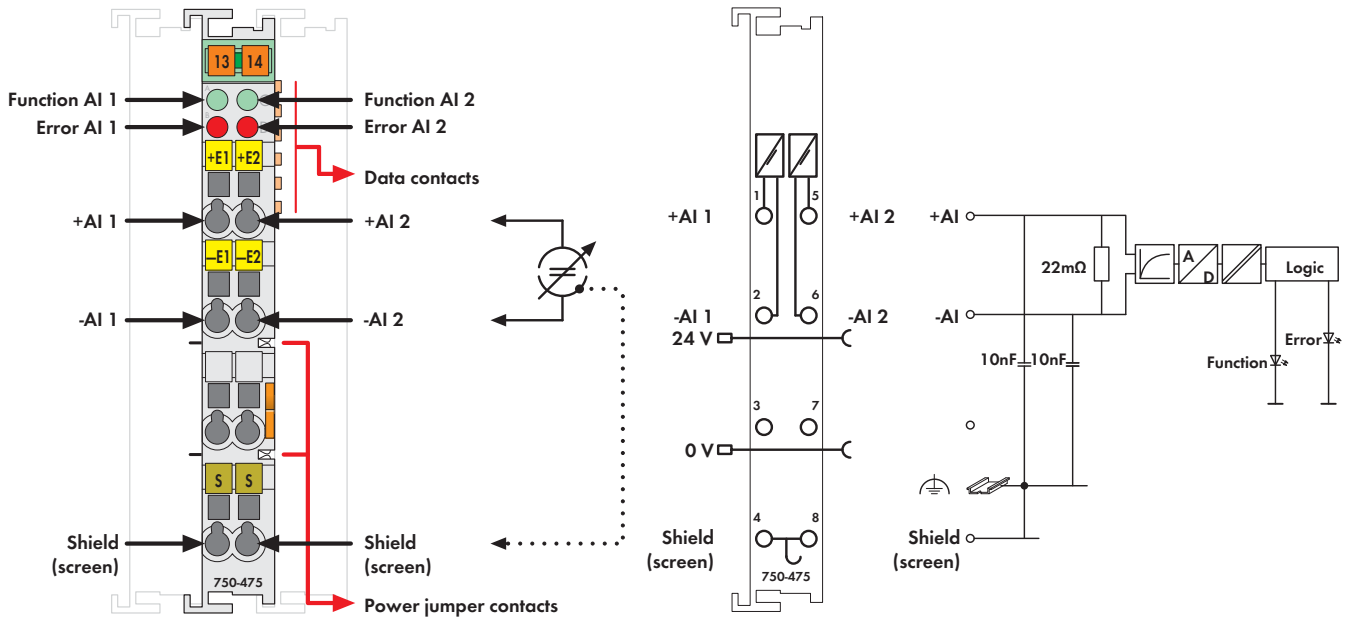 13 14
Function AI 1
Function AI 2
Error AI 1
Error AI 2
+E1 +E2
Data contacts
+AI 1
+AI 2
–E1 –E2
-AI 1
-AI 2
S S
Shield
(screen)
Shield
(screen)
750-475
Power jumper contacts
1
5
+AI 1
+AI 2
2
6
-AI 1
-AI 2
24 V
3
7
0 V
4
8
Shield
(screen)
750-475
+AI
22mΩ
A
D
Logic
-AI
10nF
10nF
Function
Error
Shield
(screen)